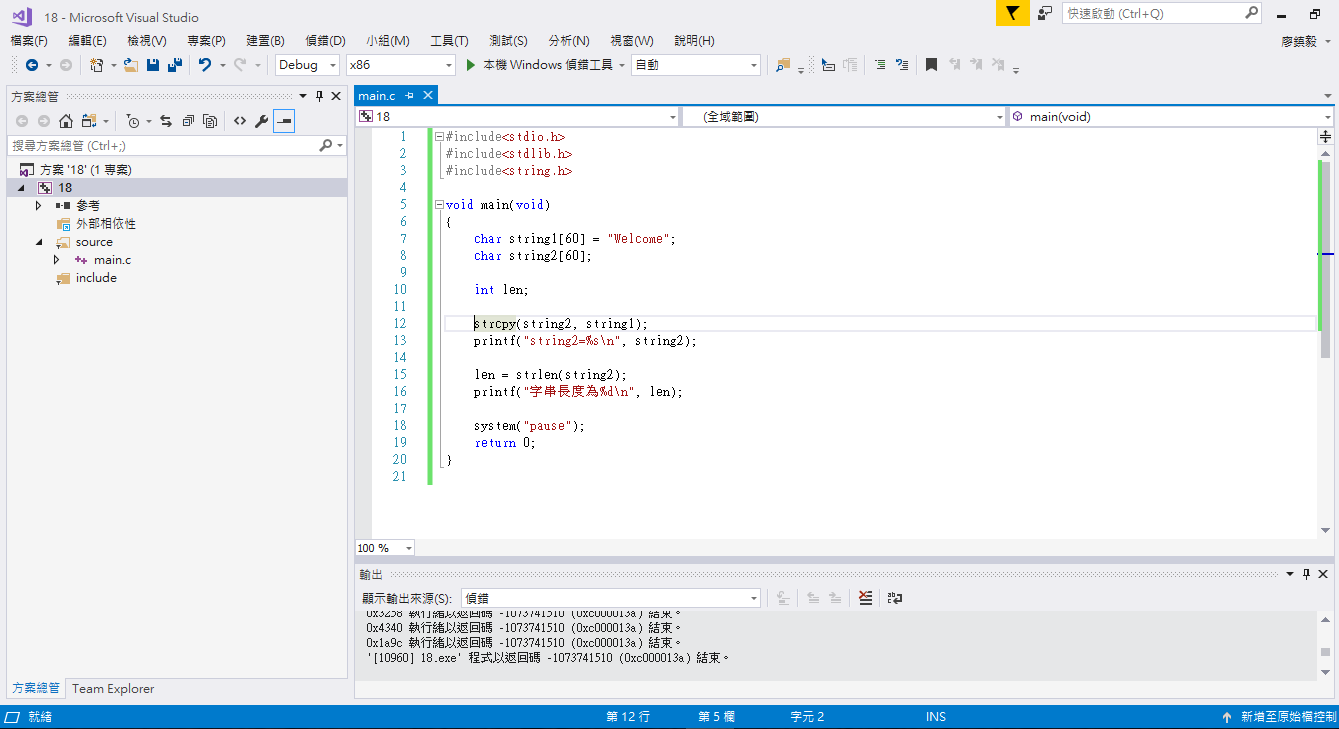 18 - Microsoft Visual Studio
快速啟動 (Ctrl+Q)
檔案(F) 編輯(E) 檢視(V) 專案(P) 建置(B) 偵錯(D) 小組(M) 工具(T) 測試(S) 分析(N) 視窗(W) 說明(H)
Debug x86 本機 Windows 偵錯工具 自動
方案總管
搜尋方案總管 (Ctrl+;)
方案 '18' (1 專案)
18
參考
外部相依性
source
main.c
include
方案總管 Team Explorer
main.c
18 (全域範圍) main(void)
1 #include<stdio.h>
2 #include<stdlib.h>
3 #include<string.h>
4
5 void main(void)
6 {
7 char string1[60] = "Welcome";
8 char string2[60];
9
10 int len;
11
12 strcpy(string2, string1);
13 printf("string2=%s\n", string2);
14
15 len = strlen(string2);
16 printf("字串長度為%d\n", len);
17
18 system("pause");
19 return 0;
20 }
21
100 %
輸出
顯示輸出來源(S): 偵錯
0x3258 執行緒以返回碼 -1073741510 (0xc000013a) 結束。
0x4340 執行緒以返回碼 -1073741510 (0xc000013a) 結束。
0x1a9c 執行緒以返回碼 -1073741510 (0xc000013a) 結束。
'[10960] 18.exe' 程式以返回碼 -1073741510 (0xc000013a) 結束。
就緒 第 12 行 第 5 欄 字元 2 INS 新增至原始檔控制